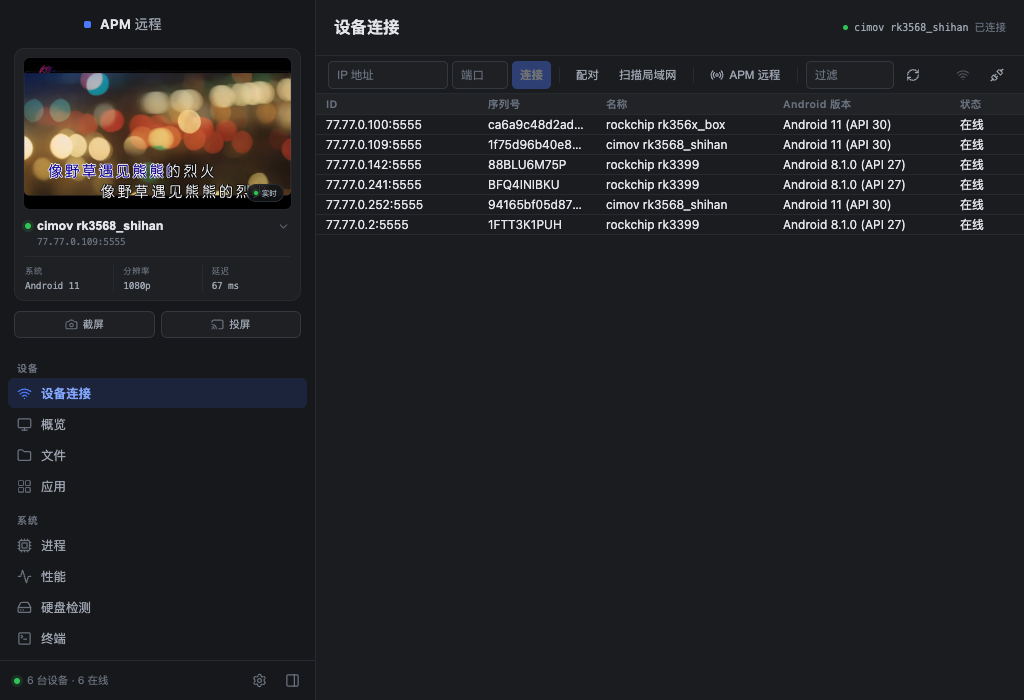 APM 远程
像野草遇见熊熊的烈火
像野草遇见熊熊的烈
实时
cimov rk3568_shihan
77.77.0.109:5555
系统 分辨率 延迟
Android 11 1080p 67 ms
截屏 投屏
设备
设备连接
概览
文件
应用
系统
进程
性能
硬盘检测
终端
6 台设备 · 6 在线
设备连接
cimov rk3568_shihan 已连接
IP 地址 端口 连接 配对 扫描局域网 APM 远程 过滤
ID 序列号 名称 Android 版本 状态
77.77.0.100:5555 ca6a9c48d2ad... rockchip rk356x_box Android 11 (API 30) 在线
77.77.0.109:5555 1f75d96b40e8... cimov rk3568_shihan Android 11 (API 30) 在线
77.77.0.142:5555 88BLU6M75P rockchip rk3399 Android 8.1.0 (API 27) 在线
77.77.0.241:5555 BFQ4INIBKU rockchip rk3399 Android 8.1.0 (API 27) 在线
77.77.0.252:5555 94165bf05d87... cimov rk3568_shihan Android 11 (API 30) 在线
77.77.0.2:5555 1FTT3K1PUH rockchip rk3399 Android 8.1.0 (API 27) 在线